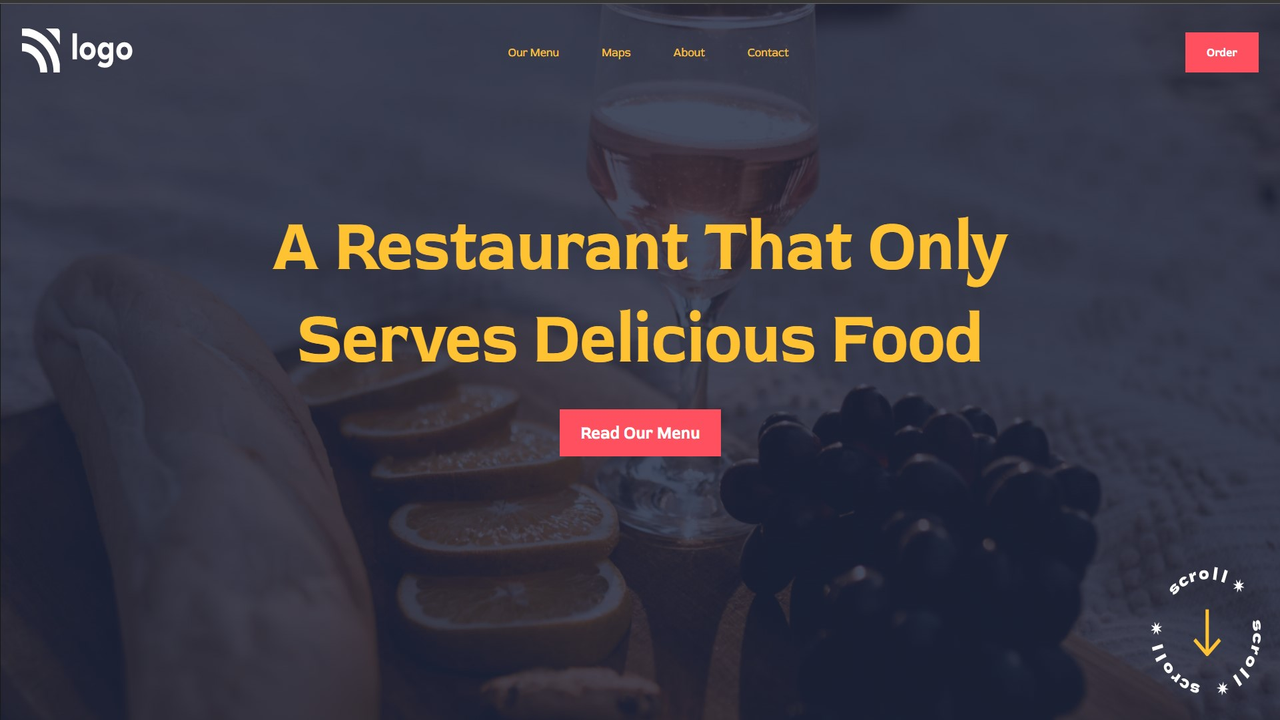 logo
Our Menu
Maps
About
Contact
Order
A Restaurant That Only
Serves Delicious Food
Read Our Menu
scroll * scroll * scroll *